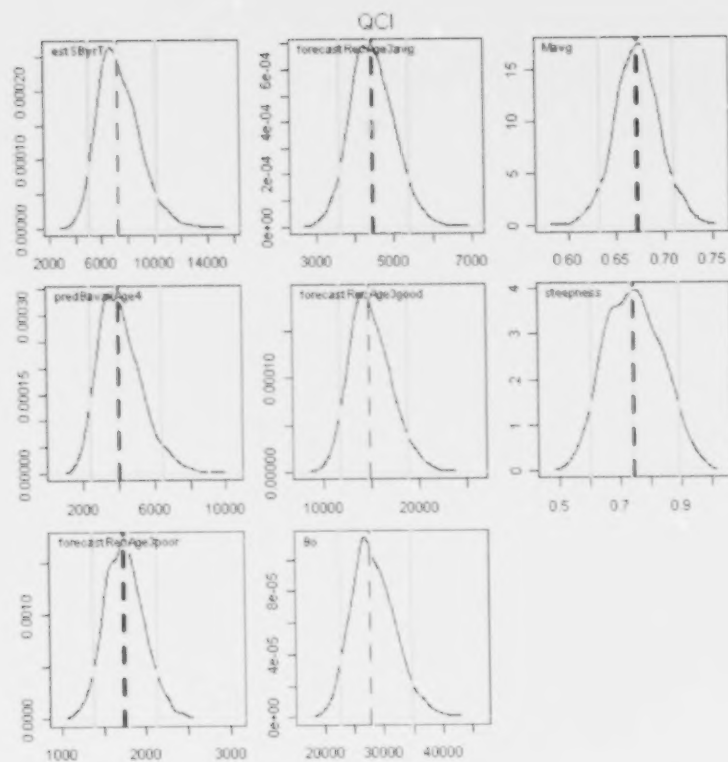 QCI
estSByrT
0.00000 0.00010 0.00020
2000 6000 10000 14000
forecastRecAge3avg
0e+00 2e-04 4e-04 6e-04
3000 5000 7000
Mavg
0 5 10 15
0.60 0.65 0.70 0.75
predBavailAge4
0.00000 0.00015 0.00030
2000 6000 10000
forecastRecAge3good
0.00000 0.00010
10000 20000
steepness
0 1 2 3 4
0.5 0.7 0.9
forecastRecAge3poor
0.0000 0.0010
1000 2000 3000
Bo
0e+00 4e-05 8e-05
20000 30000 40000